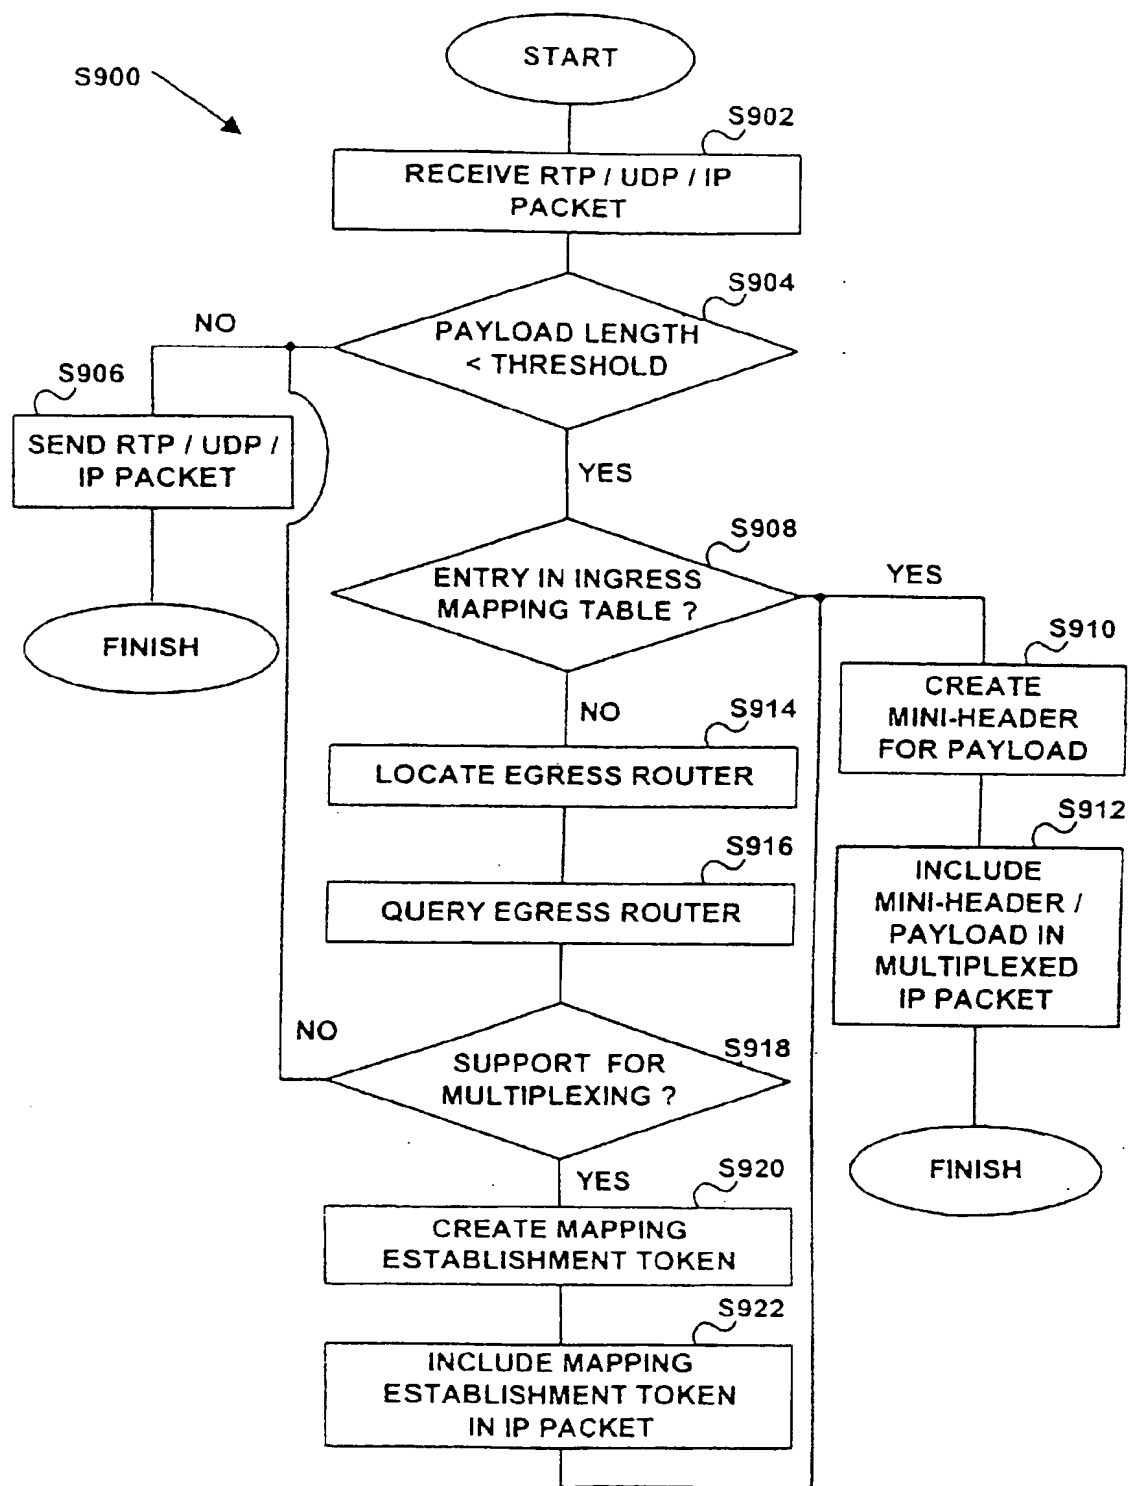 START
S900
S902
RECEIVE RTP / UDP / IP
PACKET
S904
PAYLOAD LENGTH
< THRESHOLD
NO
S906
SEND RTP / UDP /
IP PACKET
YES
FINISH
S908
ENTRY IN INGRESS
MAPPING TABLE ?
YES
S910
CREATE
MINI-HEADER
FOR PAYLOAD
NO
S914
LOCATE EGRESS ROUTER
S912
INCLUDE
MINI-HEADER /
PAYLOAD IN
MULTIPLEXED
IP PACKET
S916
QUERY EGRESS ROUTER
NO
S918
SUPPORT FOR
MULTIPLEXING ?
FINISH
YES
S920
CREATE MAPPING
ESTABLISHMENT TOKEN
S922
INCLUDE MAPPING
ESTABLISHMENT TOKEN
IN IP PACKET